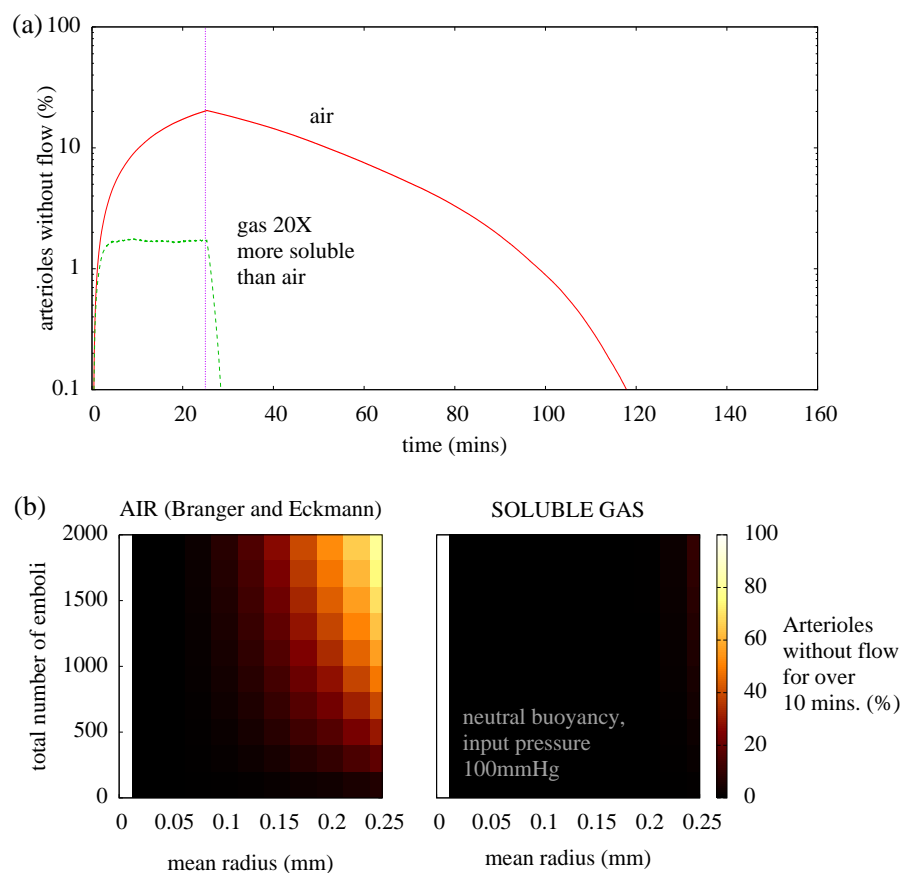 (a)
100
10
1
0.1
arterioles without flow (%)
air
gas 20X
more soluble
than air
0 20 40 60 80 100 120 140 160
time (mins)
(b)
AIR (Branger and Eckmann)
SOLUBLE GAS
2000
1500
1000
500
0
total number of emboli
0 0.05 0.1 0.15 0.2 0.25
mean radius (mm)
neutral buoyancy,
input pressure
100mmHg
0 0.05 0.1 0.15 0.2 0.25
mean radius (mm)
100
80
60
40
20
0
Arterioles
without flow
for over
10 mins. (%)